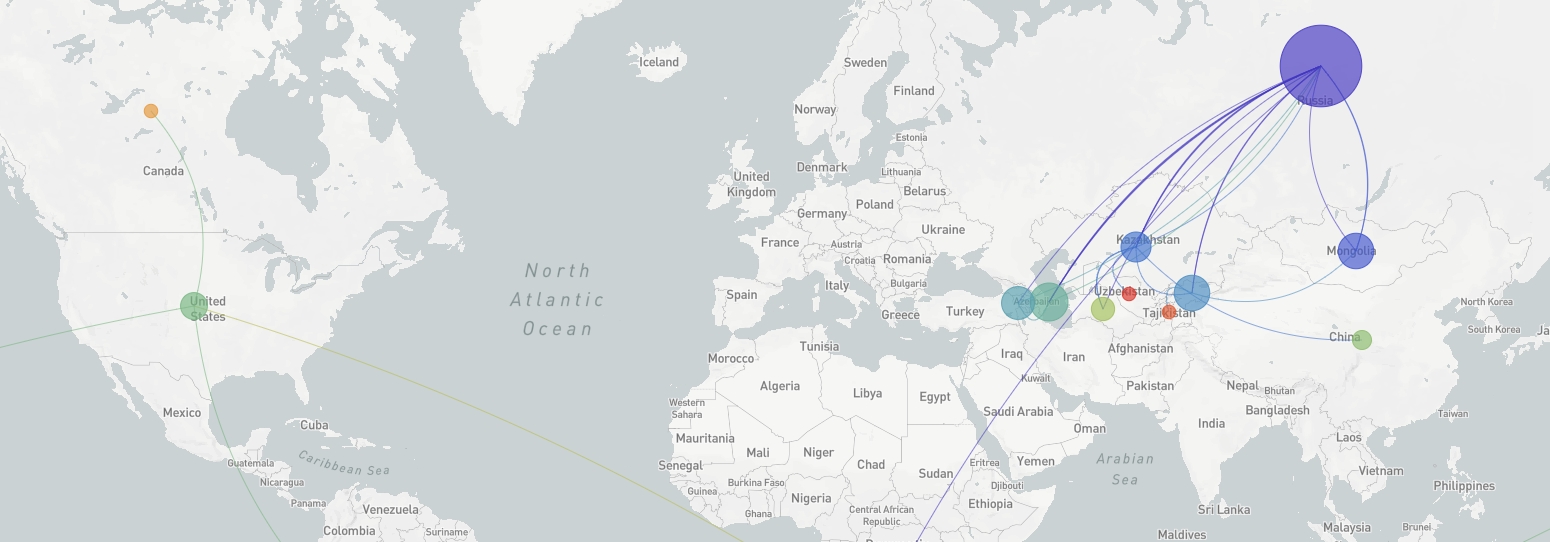 Iceland
Sweden
Finland
Norway
Russia
Estonia
Canada
Denmark
Lithuania
United
Kingdom
Belarus
Poland
Germany
Ukraine
Kazakhstan
France
Austria
Mongolia
Croatia
Romania
North
Atlantic
Ocean
Bulgaria
Italy
Uzbekistan
Spain
Azerbaijan
United
States
Greece
Turkey
Tajikistan
North Korea
South Korea
Ja
China
Tunisia
Morocco
Iraq
Iran
Afghanistan
Kuwait
Algeria
Libya
Egypt
Pakistan
Nepal
Bhutan
Western
Sahara
Saudi Arabia
Bangladesh
Mexico
Taiwan
Cuba
India
Oman
Mauritania
Mali
Niger
Laos
Guatemala
Caribbean Sea
Senegal
Chad
Sudan
Eritrea
Yemen
Arabian
Sea
Vietnam
Nicaragua
Burkina Faso
Djibouti
Philippines
Guinea
Panama
Nigeria
Ethiopia
Venezuela
Ghana
Central African
Republic
Sri Lanka
Colombia
Suriname
Maldives
Malaysia
Brunei